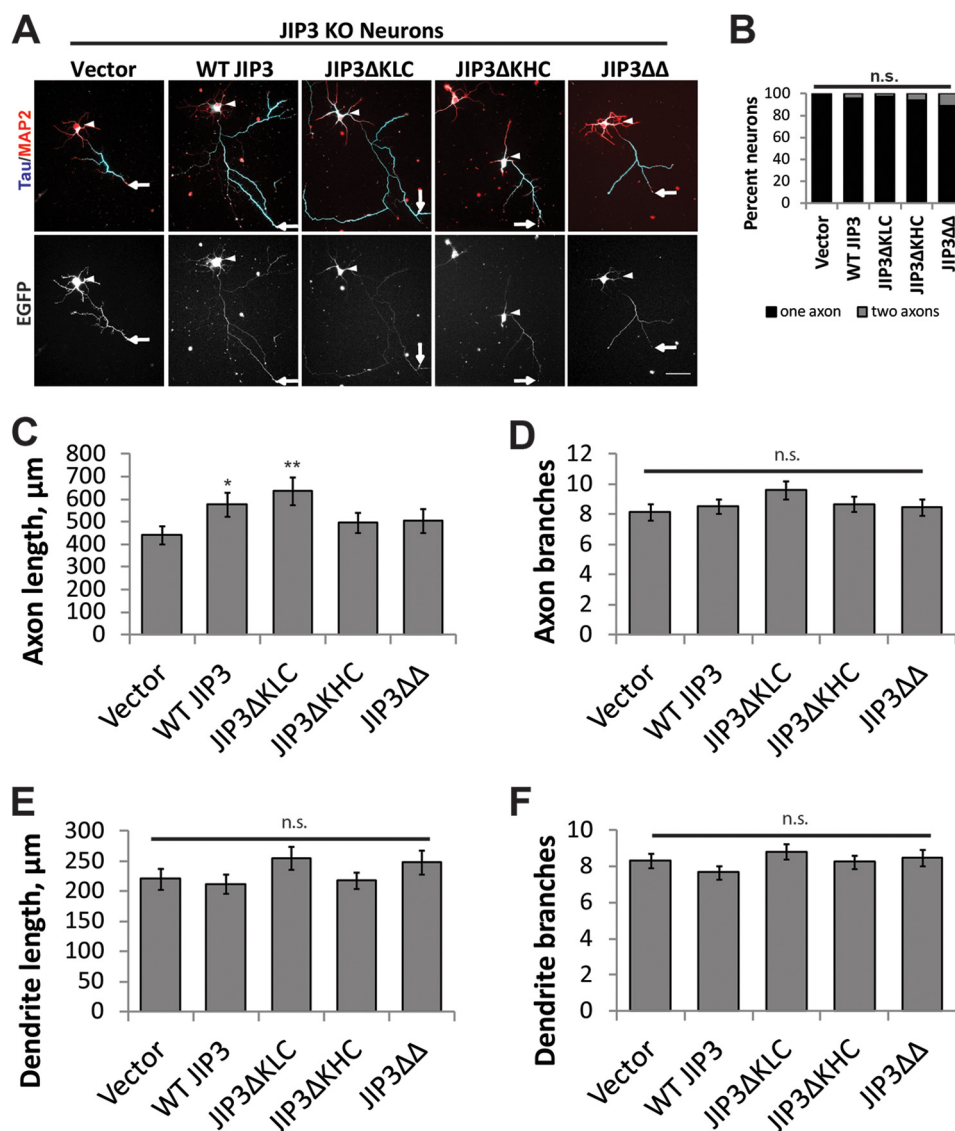 A
JIP3 KO Neurons
Vector
WT JIP3
JIP3ΔKLC
JIP3ΔKHC
JIP3ΔΔ
Tau/MAP2
EGFP
B
n.s.
Percent neurons
100
80
60
40
20
0
Vector
WT JIP3
JIP3ΔKLC
JIP3ΔKHC
JIP3ΔΔ
one axon
two axons
C
Axon length, μm
800
700
600
500
400
300
200
100
0
*
**
Vector
WT JIP3
JIP3ΔKLC
JIP3ΔKHC
JIP3ΔΔ
D
n.s.
Axon branches
12
10
8
6
4
2
0
Vector
WT JIP3
JIP3ΔKLC
JIP3ΔKHC
JIP3ΔΔ
E
n.s.
Dendrite length, μm
300
250
200
150
100
50
0
Vector
WT JIP3
JIP3ΔKLC
JIP3ΔKHC
JIP3ΔΔ
F
n.s.
Dendrite branches
10
8
6
4
2
0
Vector
WT JIP3
JIP3ΔKLC
JIP3ΔKHC
JIP3ΔΔ